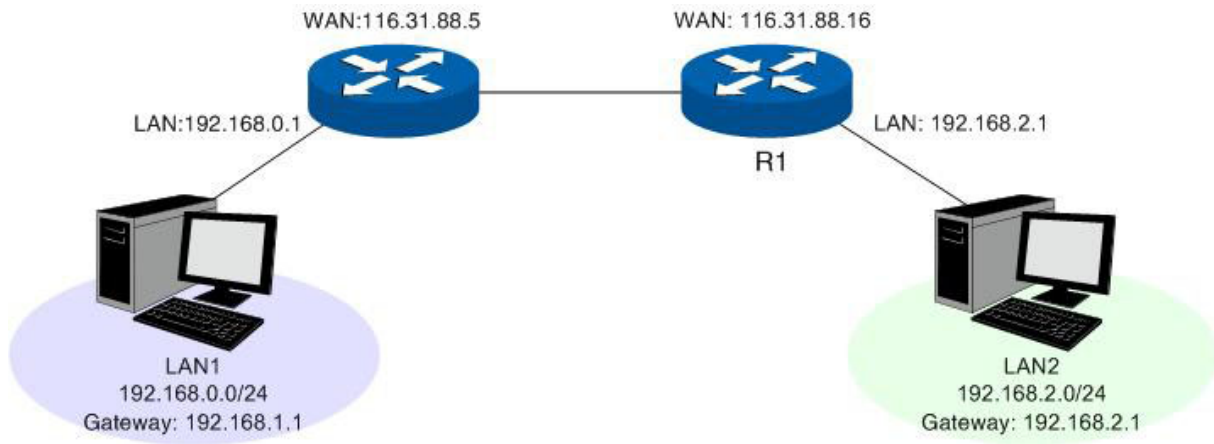 WAN:116.31.88.5
WAN: 116.31.88.16
LAN:192.168.0.1
LAN: 192.168.2.1
R1
LAN1
192.168.0.0/24
Gateway: 192.168.1.1
LAN2
192.168.2.0/24
Gateway: 192.168.2.1